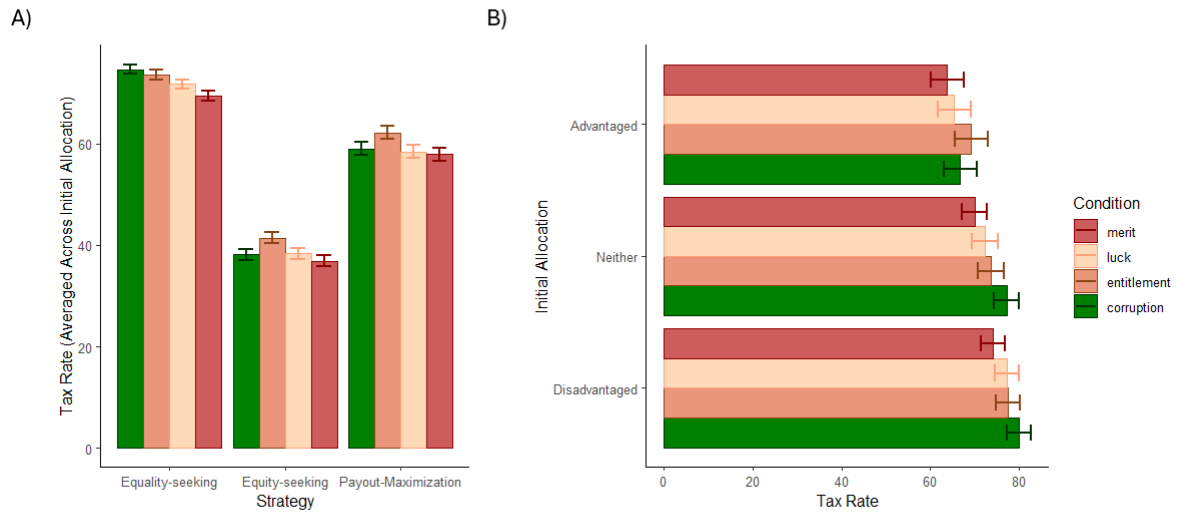 A)
Tax Rate (Averaged Across Initial Allocation)
60
40
20
0
Equality-seeking
Equity-seeking
Payout-Maximization
Strategy
B)
Initial Allocation
Advantaged
Neither
Disadvantaged
0
20
40
60
80
Tax Rate
Condition
merit
luck
entitlement
corruption